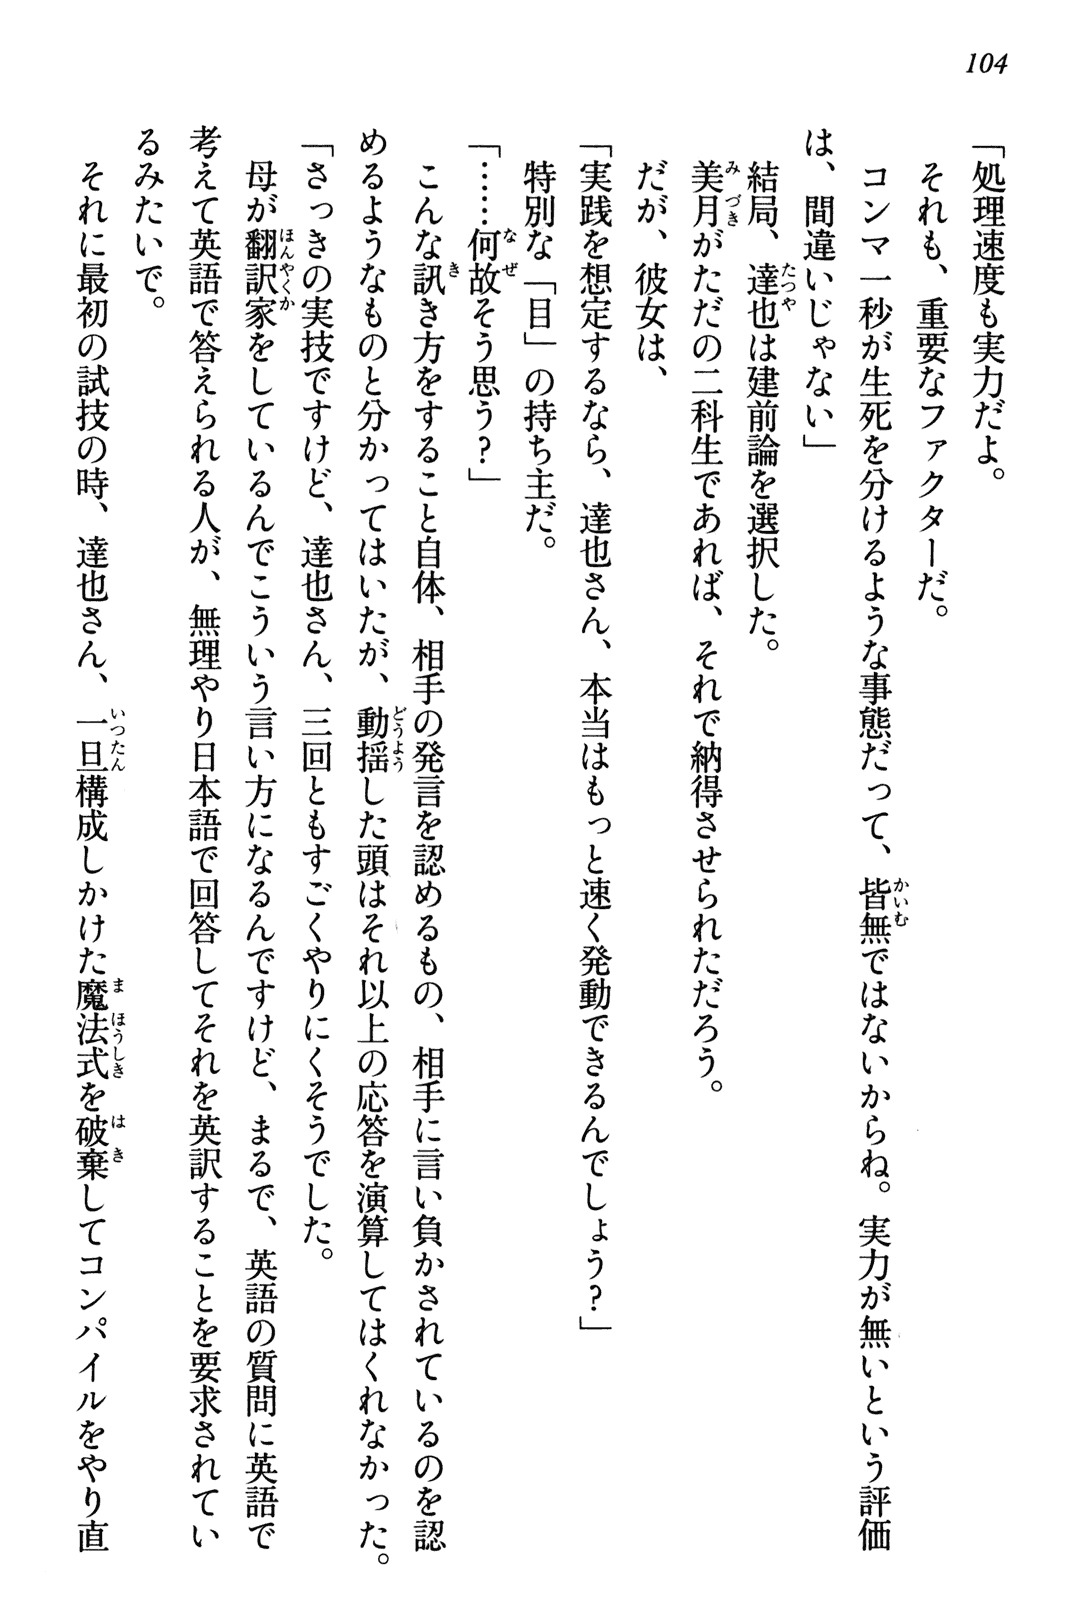 104
「処理速度も実力だよ。
それも、重要なファクターだ。
コンマ一秒が生死を分けるような事態だって、皆無ではないからね。実力が無いという評価
は、間違いじゃない」
結局、達也は建前論を選択した。
美月がただの二科生であれば、それで納得させられただろう。
だが、彼女は、
「実践を想定するなら、達也さん、本当はもっと速く発動できるんでしょう？」
特別な「目」の持ち主だ。
「……何故そう思う？」
こんな訊き方をすること自体、相手の発言を認めるもの、相手に言い負かされているのを認
めるようなものと分かってはいたが、動揺した頭はそれ以上の応答を演算してはくれなかった。
「さっきの実技ですけど、達也さん、三回ともすごくやりにくそうでした。
母が翻訳家をしているんでこういう言い方になるんですけど、まるで、英語の質問に英語で
考えて英語で答えられる人が、無理やり日本語で回答してそれを英訳することを要求されてい
るみたいで。
それに最初の試技の時、達也さん、一旦構成しかけた魔法式を破棄してコンパイルをやり直